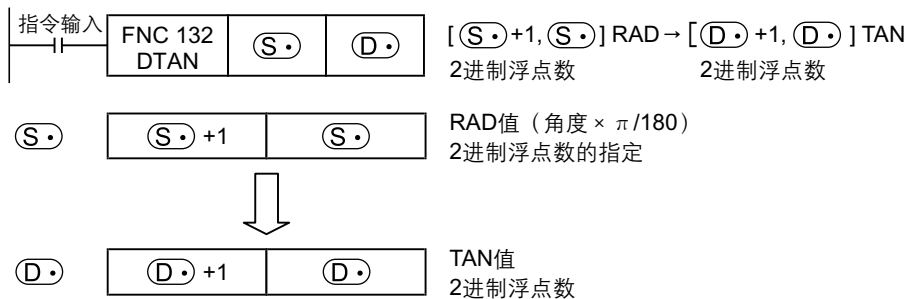 指令输入
FNC 132
DTAN
S・
D・
[ S・ +1, S・ ] RAD → [ D・ +1, D・ ] TAN
2进制浮点数 2进制浮点数
S・ S・ +1 S・
RAD值（角度× π/180）
2进制浮点数的指定
D・ D・ +1 D・
TAN值
2进制浮点数